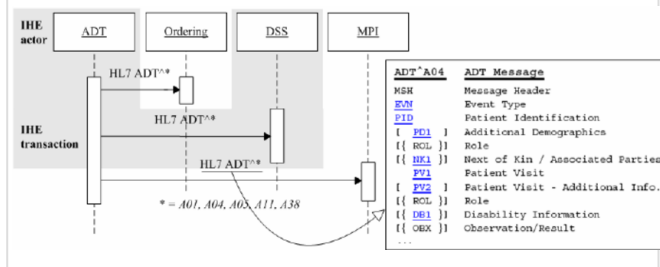 IHE actor
ADT
Ordering
DSS
MPI
HL7 ADT^*
HL7 ADT^*
IHE transaction
HL7 ADT^*
* = A01, A04, A05, A11, A38
ADT^A04 ADT Message
MSH Message Header
EVN Event Type
PID Patient Identification
[ PD1 ] Additional Demographics
[{ ROL }] Role
[{ NK1 }] Next of Kin / Associated Parties
PV1 Patient Visit
[ PV2 ] Patient Visit - Additional Info.
[{ ROL }] Role
[{ DB1 }] Disability Information
[{ OBX }] Observation/Result
...